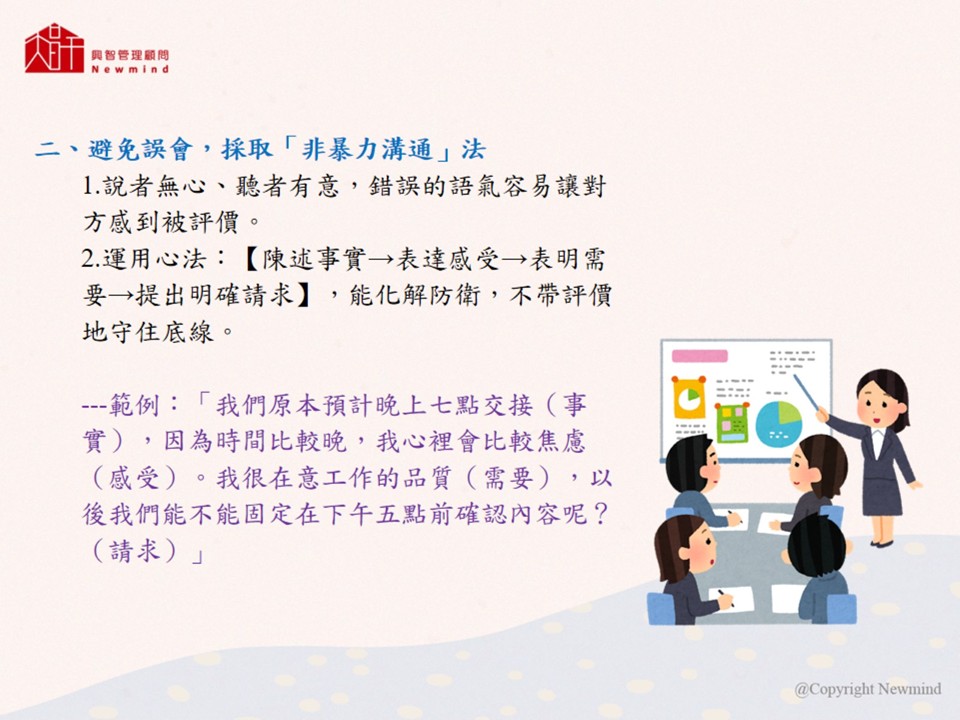 興智管理顧問
Newmind
二、避免誤會，採取「非暴力溝通」法
1.說者無心、聽者有意，錯誤的語氣容易讓對
方感到被評價。
2.運用心法：【陳述事實→表達感受→表明需
要→提出明確請求】，能化解防衛，不帶評價
地守住底線。
---範例：「我們原本預計晚上七點交接（事
實），因為時間比較晚，我心裡會比較焦慮
（感受）。我很在意工作的品質（需要），以
後我們能不能固定在下午五點前確認內容呢？
（請求）」
@Copyright Newmind